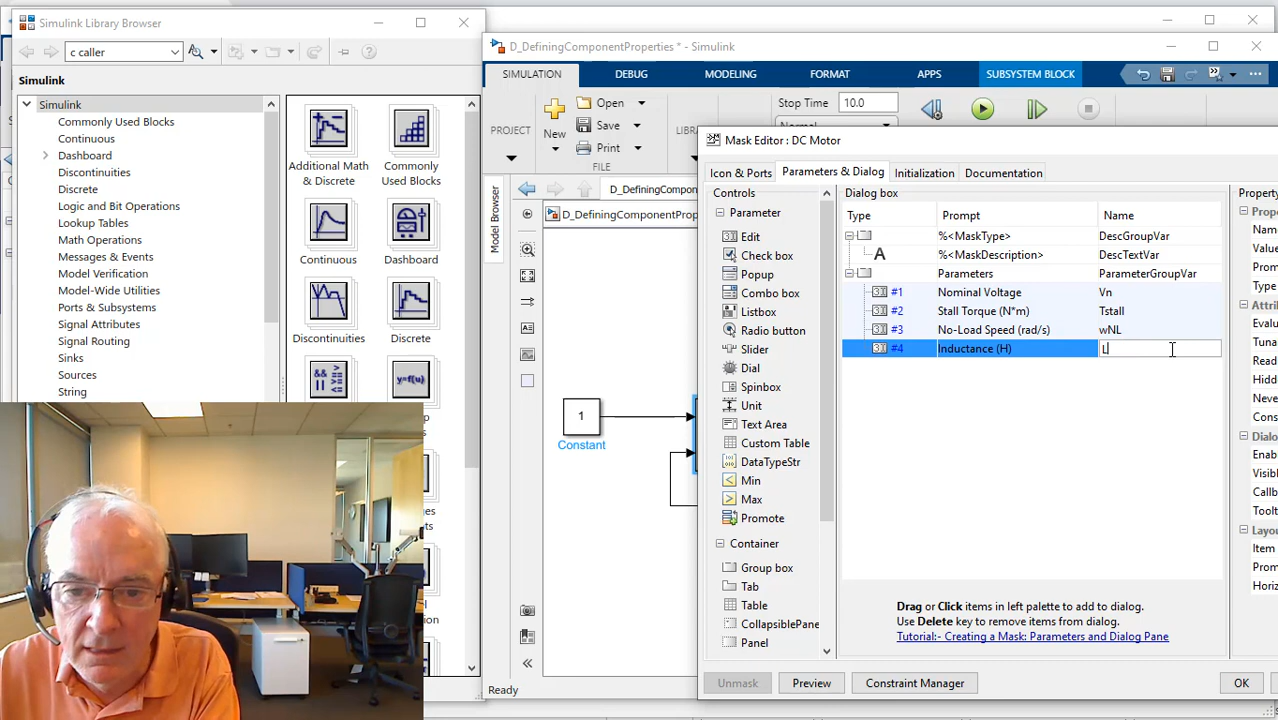 Simulink Library Browser
c caller
Simulink
Simulink
Commonly Used Blocks
Continuous
Dashboard
Discontinuities
Discrete
Logic and Bit Operations
Lookup Tables
Math Operations
Messages & Events
Model Verification
Model-Wide Utilities
Ports & Subsystems
Signal Attributes
Signal Routing
Sinks
Sources
String
Additional Math
& Discrete
Commonly
Used Blocks
Continuous
Dashboard
Discontinuities
Discrete
y=f(u)
D_DefiningComponentProperties * - Simulink
SIMULATION
DEBUG
MODELING
FORMAT
APPS
SUBSYSTEM BLOCK
PROJECT
New
Open
Save
Print
FILE
Stop Time
10.0
Normal
D_DefiningCompon
D_DefiningComponentProp
Model Browser
1
Constant
Ready
Mask Editor : DC Motor
Icon & Ports
Parameters & Dialog
Initialization
Documentation
Controls
Parameter
Edit
Check box
Popup
Combo box
Listbox
Radio button
Slider
Dial
Spinbox
Unit
Text Area
Custom Table
DataTypeStr
Min
Max
Promote
Container
Group box
Tab
Table
CollapsiblePane
Panel
Dialog box
Type Prompt Name
%<MaskType> DescGroupVar
A %<MaskDescription> DescTextVar
Parameters ParameterGroupVar
#1 Nominal Voltage Vn
#2 Stall Torque (N*m) Tstall
#3 No-Load Speed (rad/s) wNL
#4 Inductance (H) L
Drag or Click items in left palette to add to dialog.
Use Delete key to remove items from dialog.
Tutorial:- Creating a Mask: Parameters and Dialog Pane
Unmask
Preview
Constraint Manager
OK